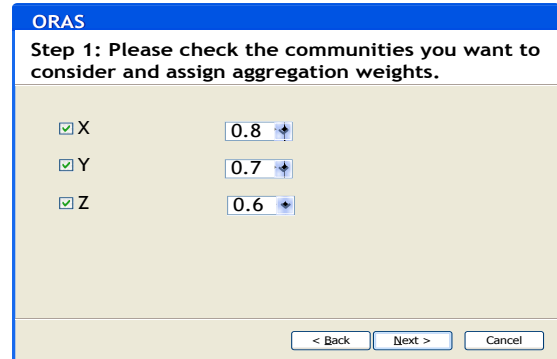 ORAS
Step 1: Please check the communities you want to
consider and assign aggregation weights.
X 0.8
Y 0.7
Z 0.6
< Back Next > Cancel